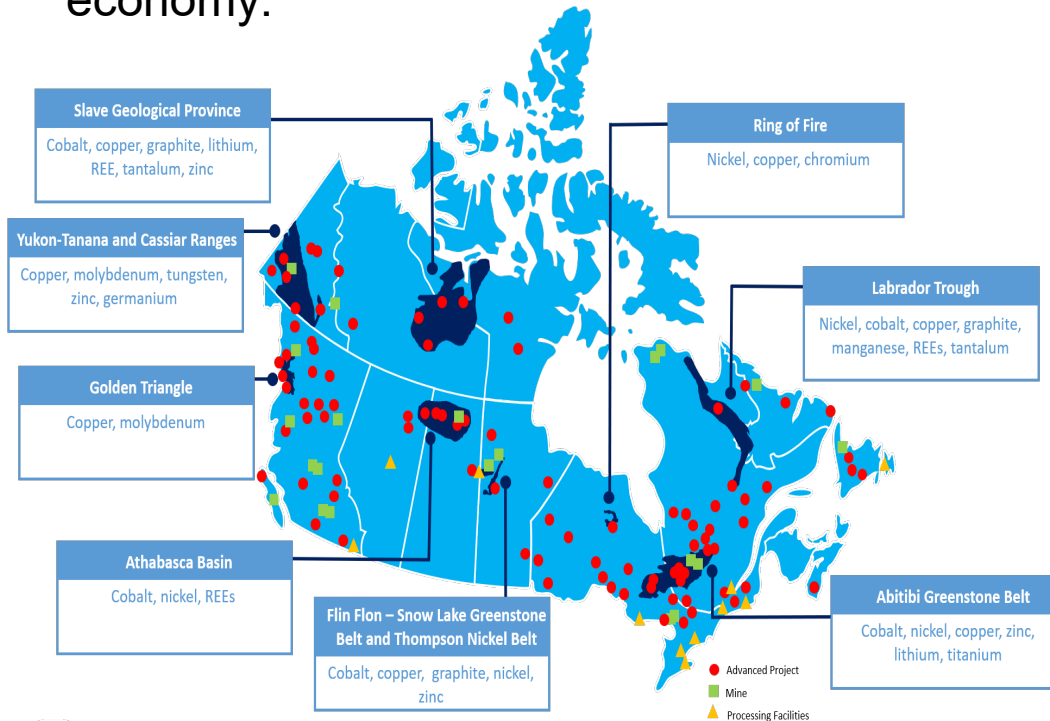 economy.
Slave Geological Province
Cobalt, copper, graphite, lithium,
REE, tantalum, zinc
Ring of Fire
Nickel, copper, chromium
Yukon-Tanana and Cassiar Ranges
Copper, molybdenum, tungsten,
zinc, germanium
Labrador Trough
Nickel, cobalt, copper, graphite,
manganese, REEs, tantalum
Golden Triangle
Copper, molybdenum
Athabasca Basin
Cobalt, nickel, REEs
Flin Flon – Snow Lake Greenstone
Belt and Thompson Nickel Belt
Cobalt, copper, graphite, nickel,
zinc
Abitibi Greenstone Belt
Cobalt, nickel, copper, zinc,
lithium, titanium
Advanced Project
Mine
Processing Facilities